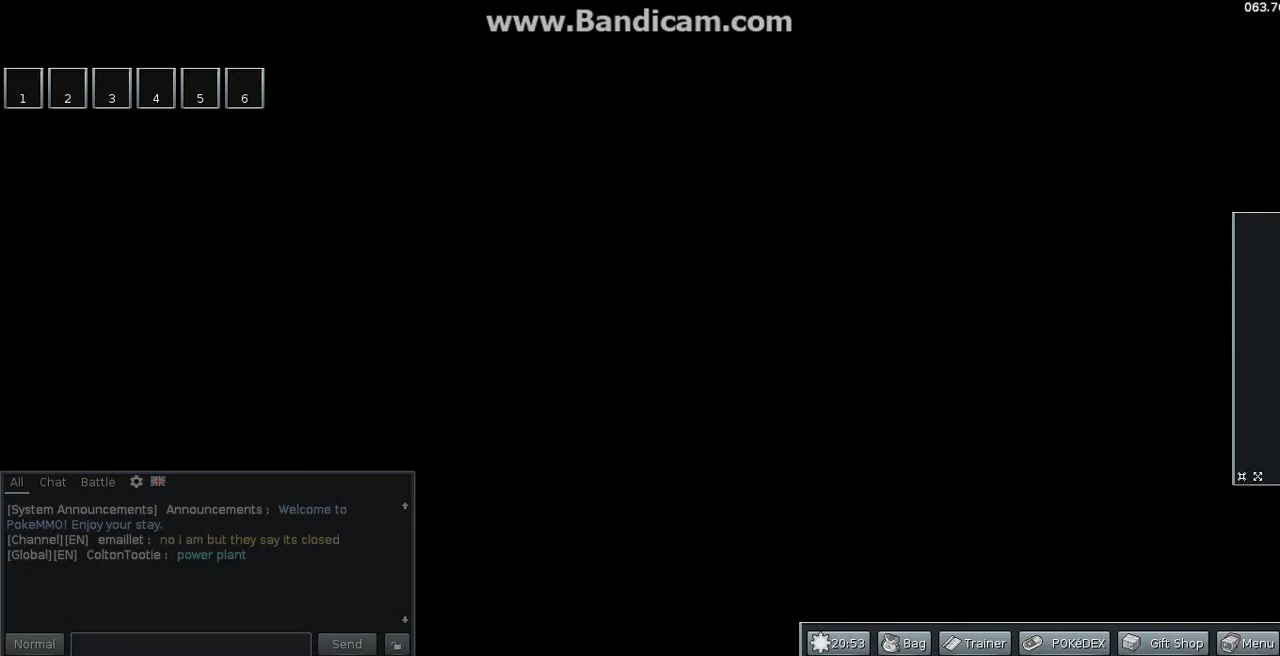 www.Bandicam.com
1 2 3 4 5 6
All Chat Battle
[System Announcements] Announcements : Welcome to
PokeMMO! Enjoy your stay.
[Channel][EN] emaillet : no i am but they say its closed
[Global][EN] ColtonTootie : power plant
Normal Send
20:53 Bag Trainer POKéDEX Gift Shop Menu